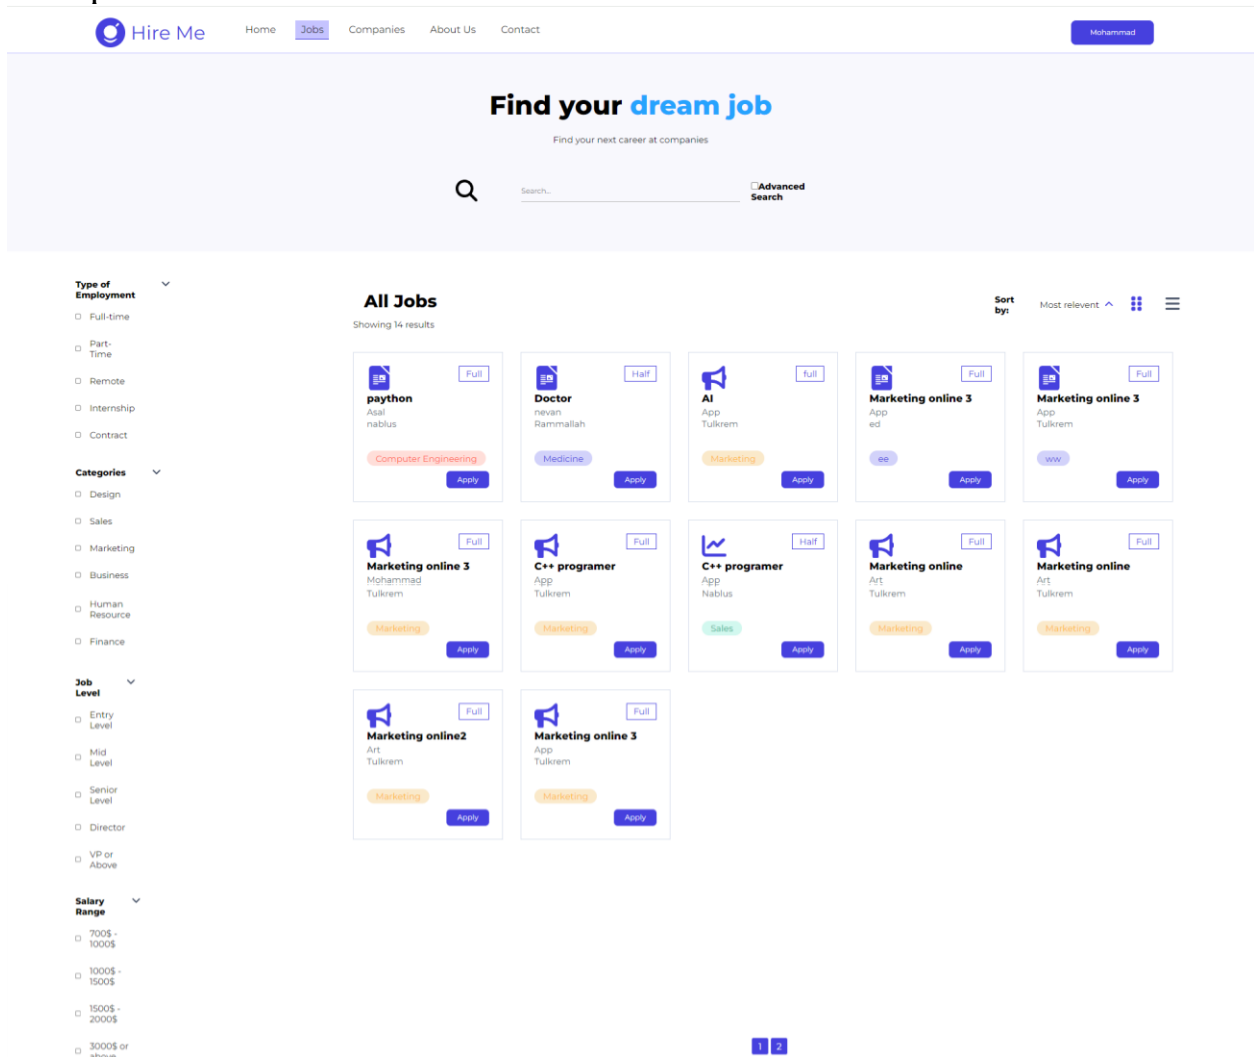 Hire Me
Home Jobs Companies About Us Contact
Mohammad
Find your dream job
Find your next career at companies
Search..
Advanced
Search
Type of
Employment
Full-time
Part-
Time
Remote
Internship
Contract
Categories
Design
Sales
Marketing
Business
Human
Resource
Finance
Job
Level
Entry
Level
Mid
Level
Senior
Level
Director
VP or
Above
Salary
Range
700$ -
1000$
1000$ -
1500$
1500$ -
2000$
3000$ or
above
All Jobs
Showing 14 results
Sort
by:
Most relevent
Full
paython
Asal
nablus
Computer Engineering
Apply
Half
Doctor
nevan
Rammallah
Medicine
Apply
full
AI
App
Tulkrem
Marketing
Apply
Full
Marketing online 3
App
ed
ee
Apply
Full
Marketing online 3
App
Tulkrem
ww
Apply
Full
Marketing online 3
Mohammad
Tulkrem
Marketing
Apply
Full
C++ programer
App
Tulkrem
Marketing
Apply
Half
C++ programer
App
Nablus
Sales
Apply
Full
Marketing online
Art
Tulkrem
Marketing
Apply
Full
Marketing online
Art
Tulkrem
Marketing
Apply
Full
Marketing online2
Art
Tulkrem
Marketing
Apply
Full
Marketing online 3
App
Tulkrem
Marketing
Apply
1 2